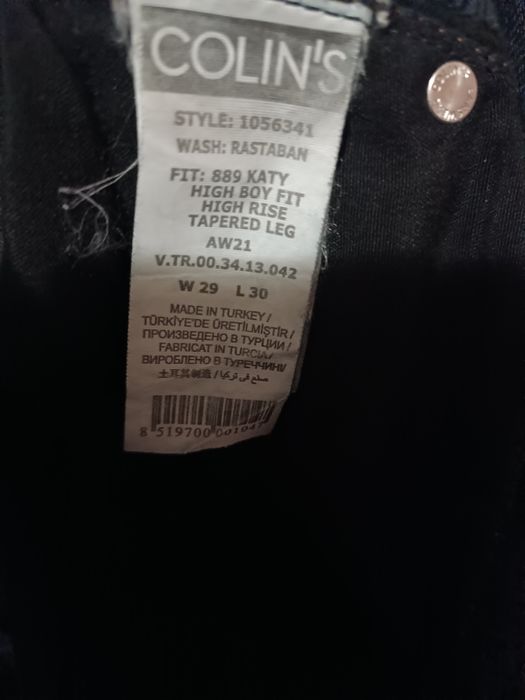 COLIN'S
STYLE: 1056341
WASH: RASTABAN
FIT: 889 KATY
HIGH BOY FIT
HIGH RISE
TAPERED LEG
AW21
V.TR.00.34.13.042
W 29 L 30
MADE IN TURKEY /
TÜRKİYE'DE ÜRETİLMİŞTİR /
ПРОИЗВЕДЕНО В ТУРЦИИ /
FABRICAT IN TURCIA/
ВИРОБЛЕНО В ТУРЕЧЧИНІ/
土耳其制造 / صنع في تركيا
8 519700